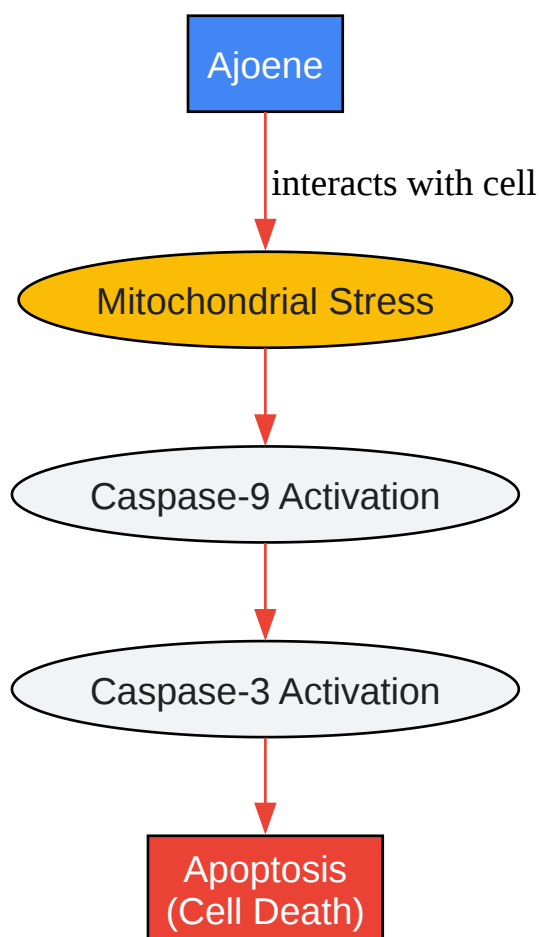 Ajoene
interacts with cell
Mitochondrial Stress
Caspase-9 Activation
Caspase-3 Activation
Apoptosis
(Cell Death)